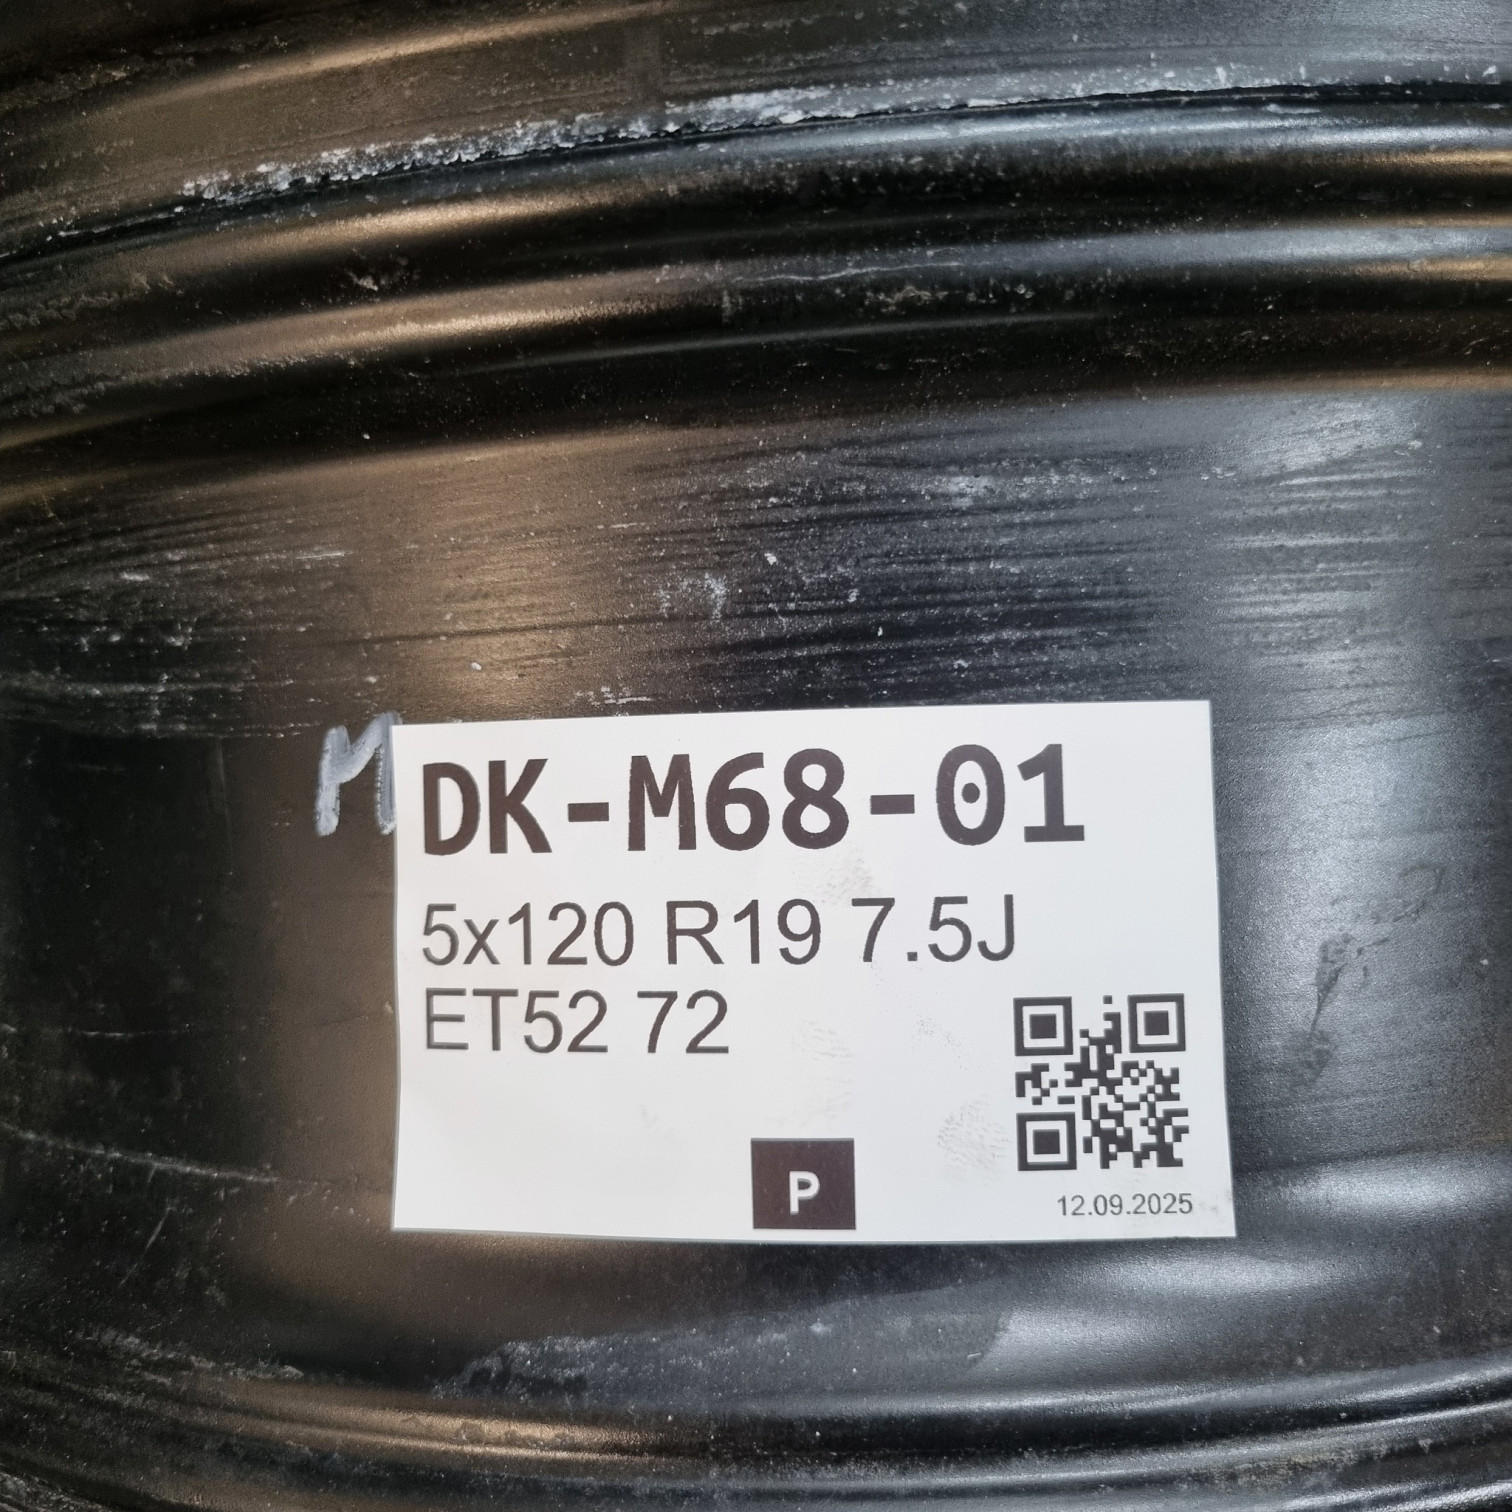 M
DK-M68-01
5x120 R19 7.5J
ET52 72
P
12.09.2025